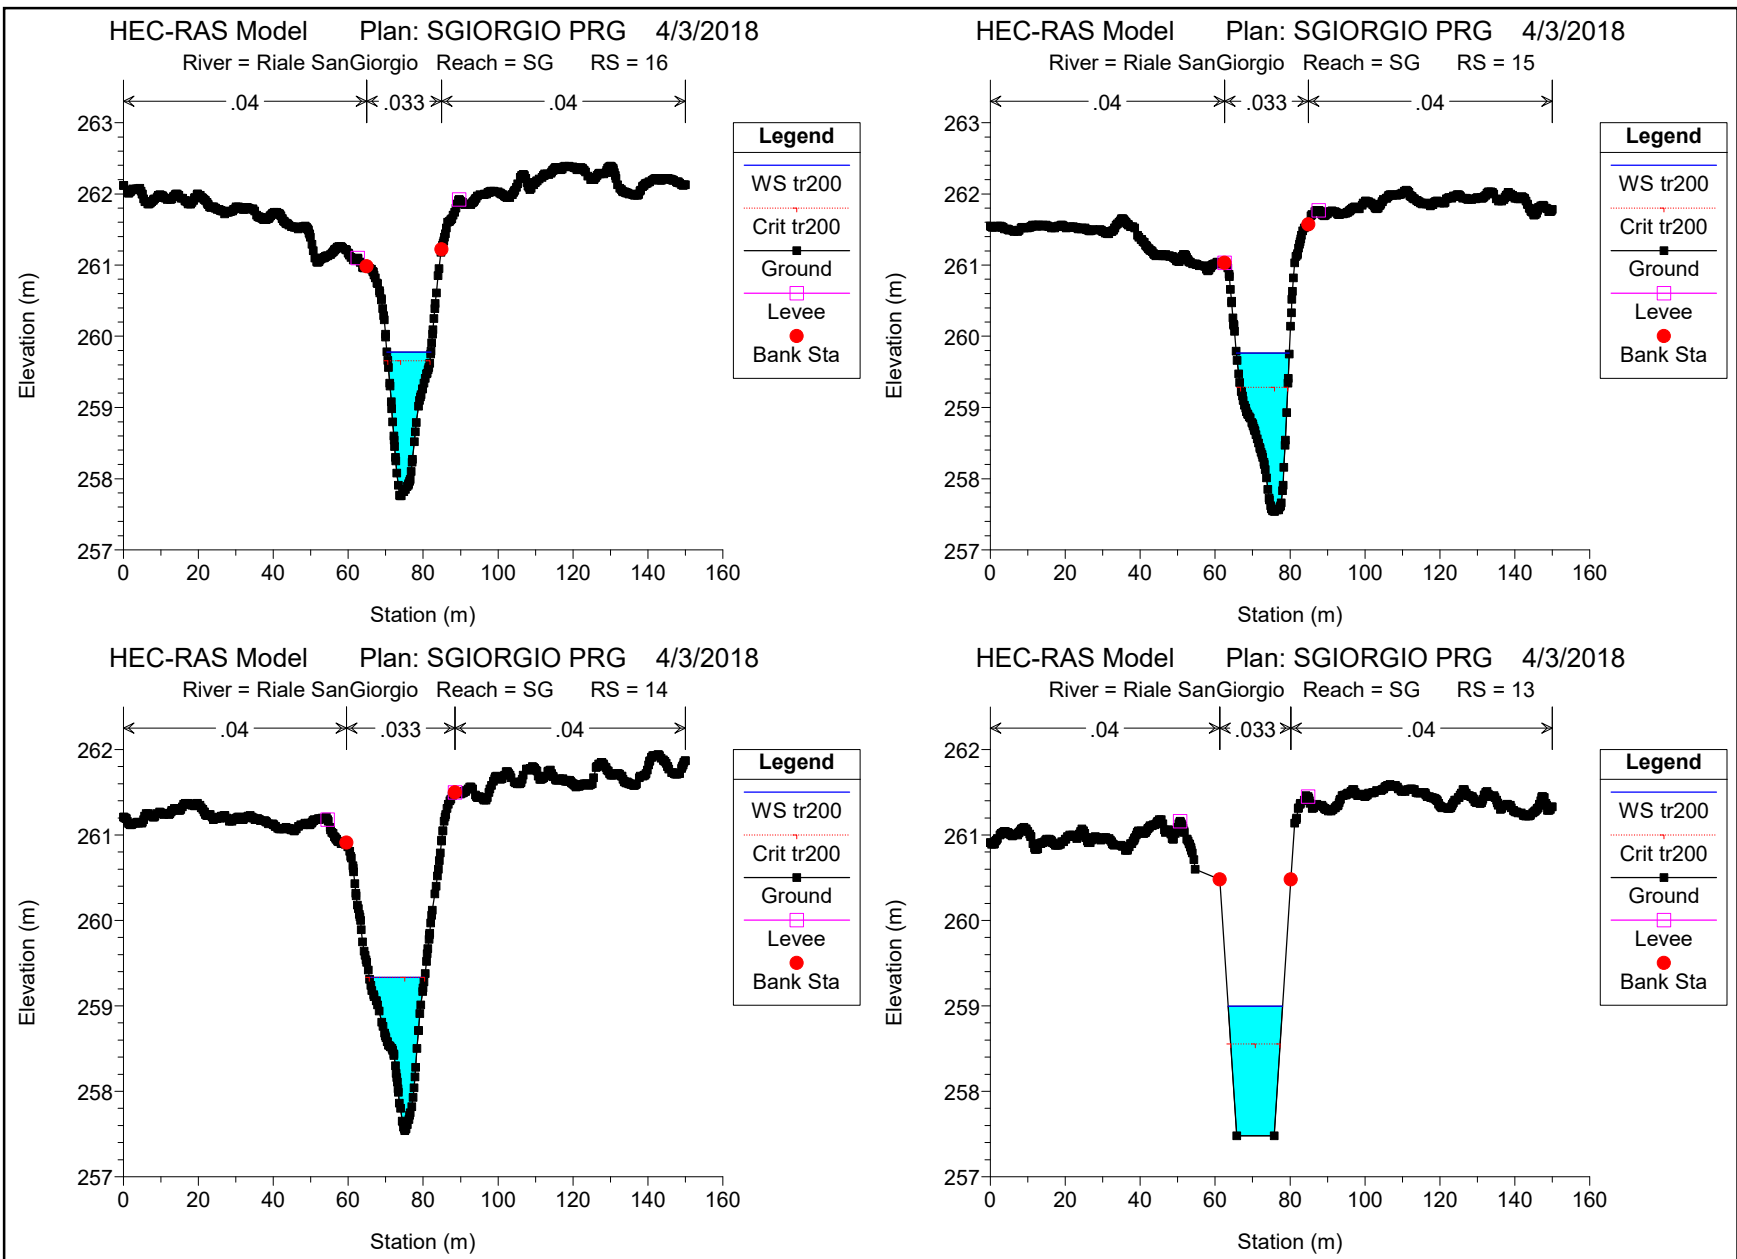 HEC-RAS Model Plan: SGIORGIO PRG 4/3/2018
River = Riale SanGiorgio Reach = SG RS = 16
.04 .033 .04
263
262
261
260
259
258
257
0 20 40 60 80 100 120 140 160
Station (m)
Elevation (m)
Legend
WS tr200
Crit tr200
Ground
Levee
Bank Sta
HEC-RAS Model Plan: SGIORGIO PRG 4/3/2018
River = Riale SanGiorgio Reach = SG RS = 15
.04 .033 .04
263
262
261
260
259
258
257
0 20 40 60 80 100 120 140 160
Station (m)
Elevation (m)
Legend
WS tr200
Crit tr200
Ground
Levee
Bank Sta
HEC-RAS Model Plan: SGIORGIO PRG 4/3/2018
River = Riale SanGiorgio Reach = SG RS = 14
.04 .033 .04
262
261
260
259
258
257
0 20 40 60 80 100 120 140 160
Station (m)
Elevation (m)
Legend
WS tr200
Crit tr200
Ground
Levee
Bank Sta
HEC-RAS Model Plan: SGIORGIO PRG 4/3/2018
River = Riale SanGiorgio Reach = SG RS = 13
.04 .033 .04
262
261
260
259
258
257
0 20 40 60 80 100 120 140 160
Station (m)
Elevation (m)
Legend
WS tr200
Crit tr200
Ground
Levee
Bank Sta